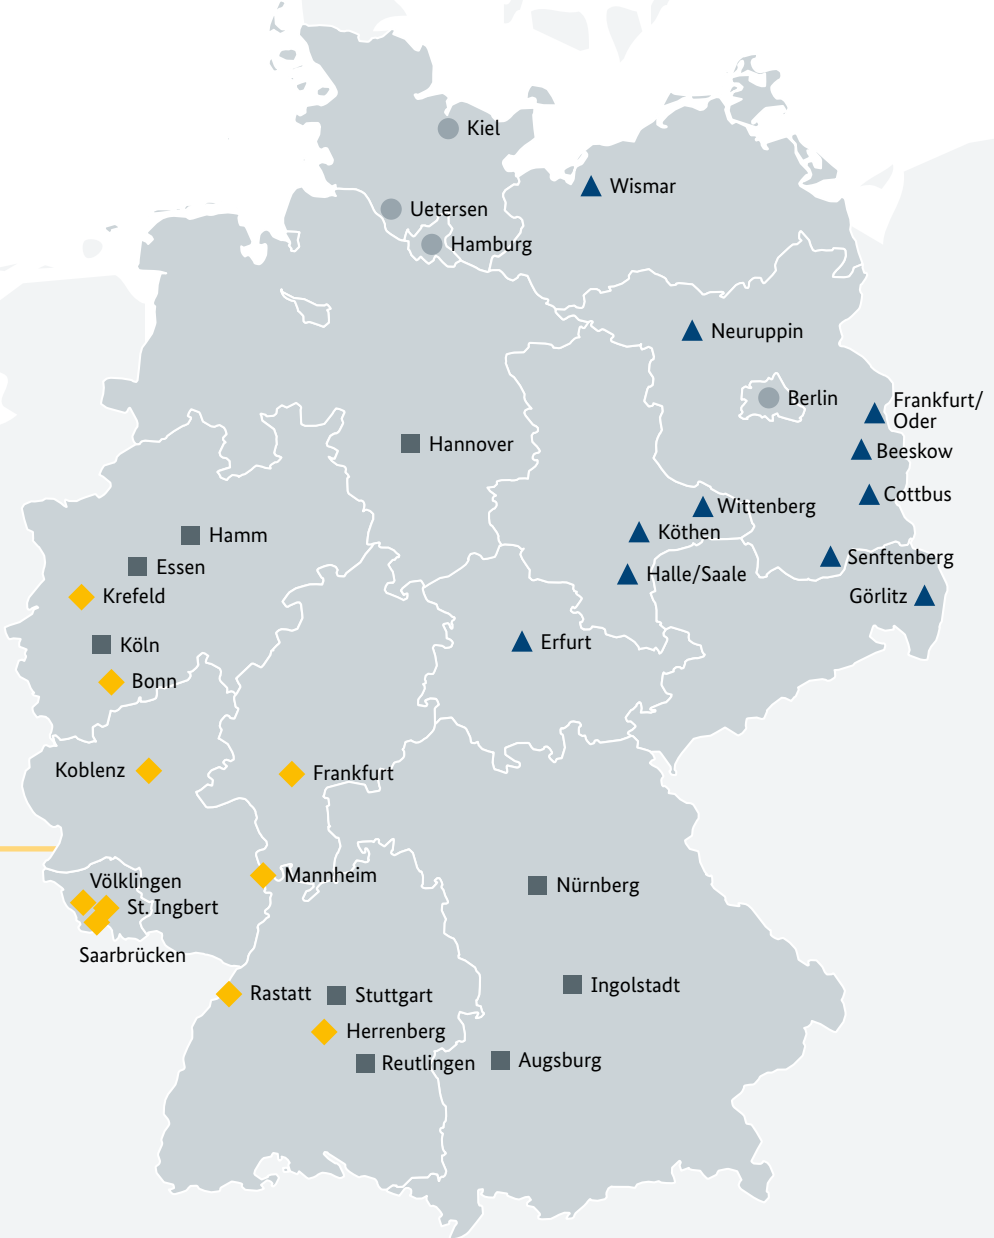 Kiel
Wismar
Uetersen
Hamburg
Neuruppin
Berlin
Frankfurt/
Oder
Hannover
Beeskow
Cottbus
Wittenberg
Köthen
Hamm
Senftenberg
Essen
Halle/Saale
Krefeld
Görlitz
Köln
Erfurt
Bonn
Koblenz
Frankfurt
Mannheim
Völklingen
Nürnberg
St. Ingbert
Saarbrücken
Ingolstadt
Rastatt
Stuttgart
Herrenberg
Reutlingen
Augsburg